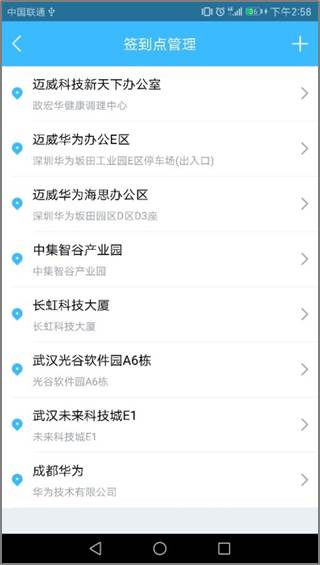 中国联通
下午2:58
签到点管理
迈威科技新天下办公室
政宏华健康调理中心
迈威华为办公E区
深圳华为坂田工业园E区停车场(出入口)
迈威华为海思办公区
深圳华为坂田园区D区D3座
中集智谷产业园
中集智谷产业园
长虹科技大厦
长虹科技大厦
武汉光谷软件园A6栋
光谷软件园A6栋
武汉未来科技城E1
未来科技城E1
成都华为
华为技术有限公司